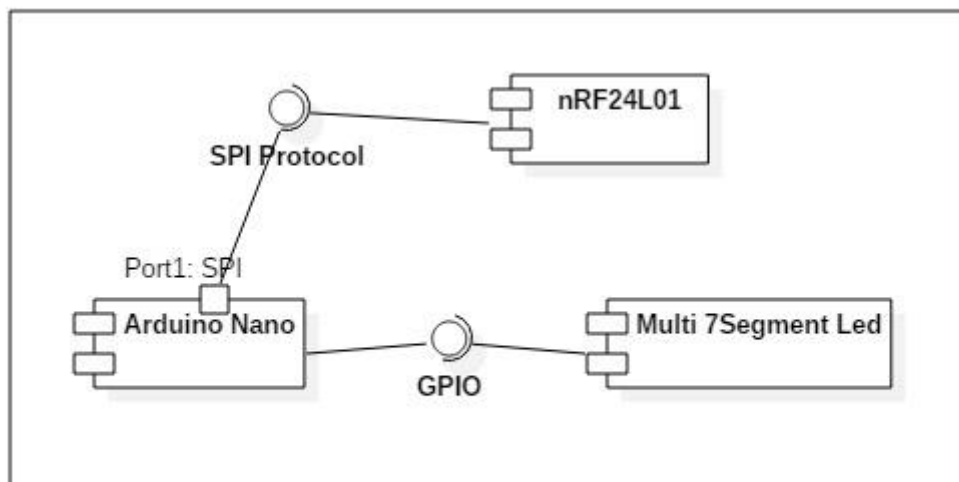 nRF24L01
SPI Protocol
Port1: SPI
Arduino Nano
Multi 7Segment Led
GPIO